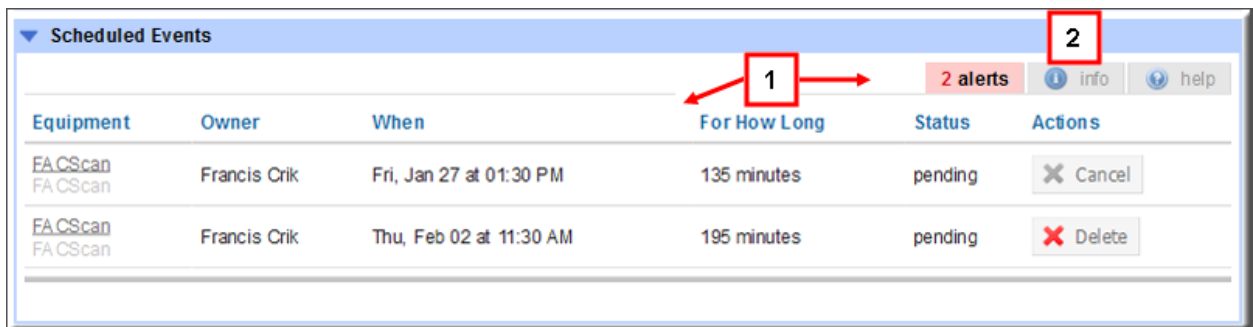 Scheduled Events
2
1
2 alerts info help
Equipment Owner When For How Long Status Actions
FACScan
FACScan
Francis Crik Fri, Jan 27 at 01:30 PM 135 minutes pending Cancel
FACScan
FACScan
Francis Crik Thu, Feb 02 at 11:30 AM 195 minutes pending Delete